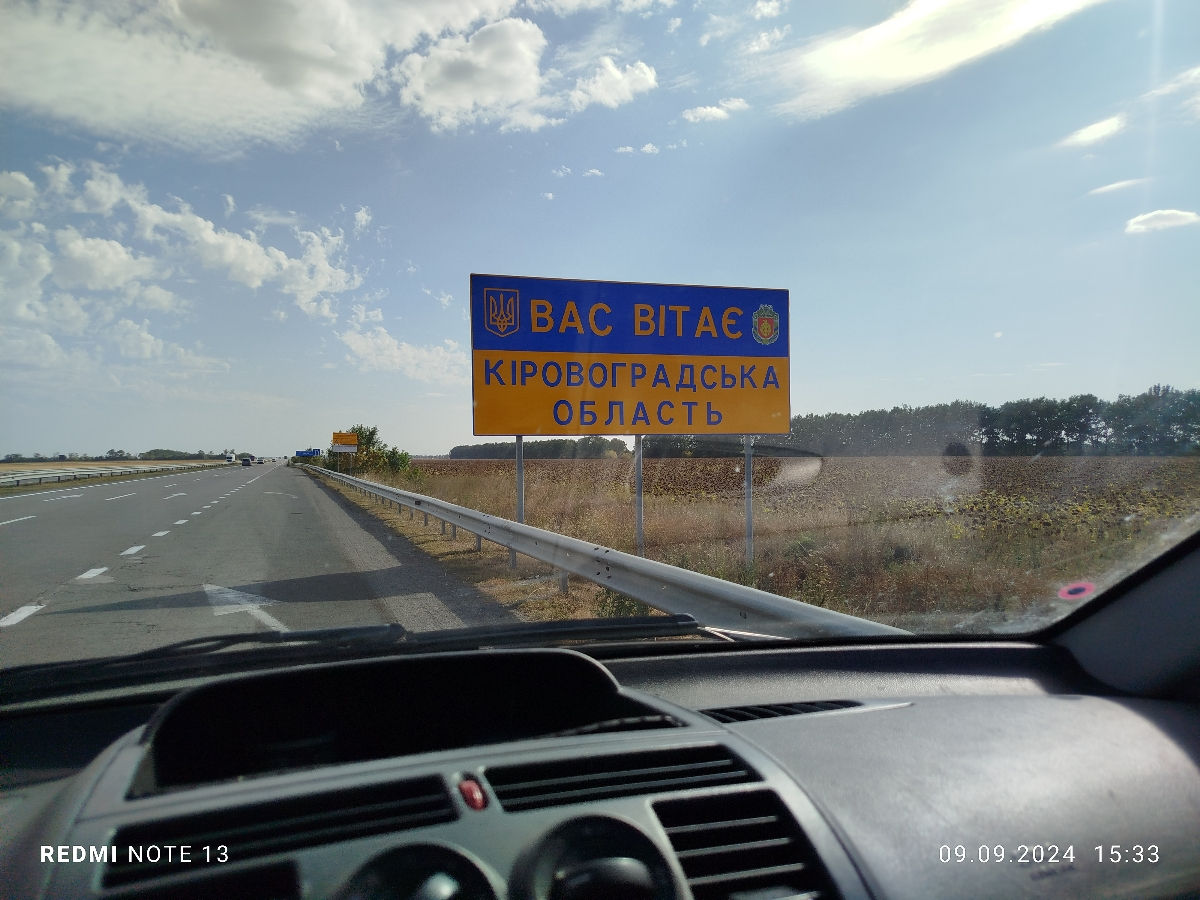 ВАС ВІТАЄ
КІРОВОГРАДСЬКА
ОБЛАСТЬ
REDMI NOTE 13
09.09.2024 15:33